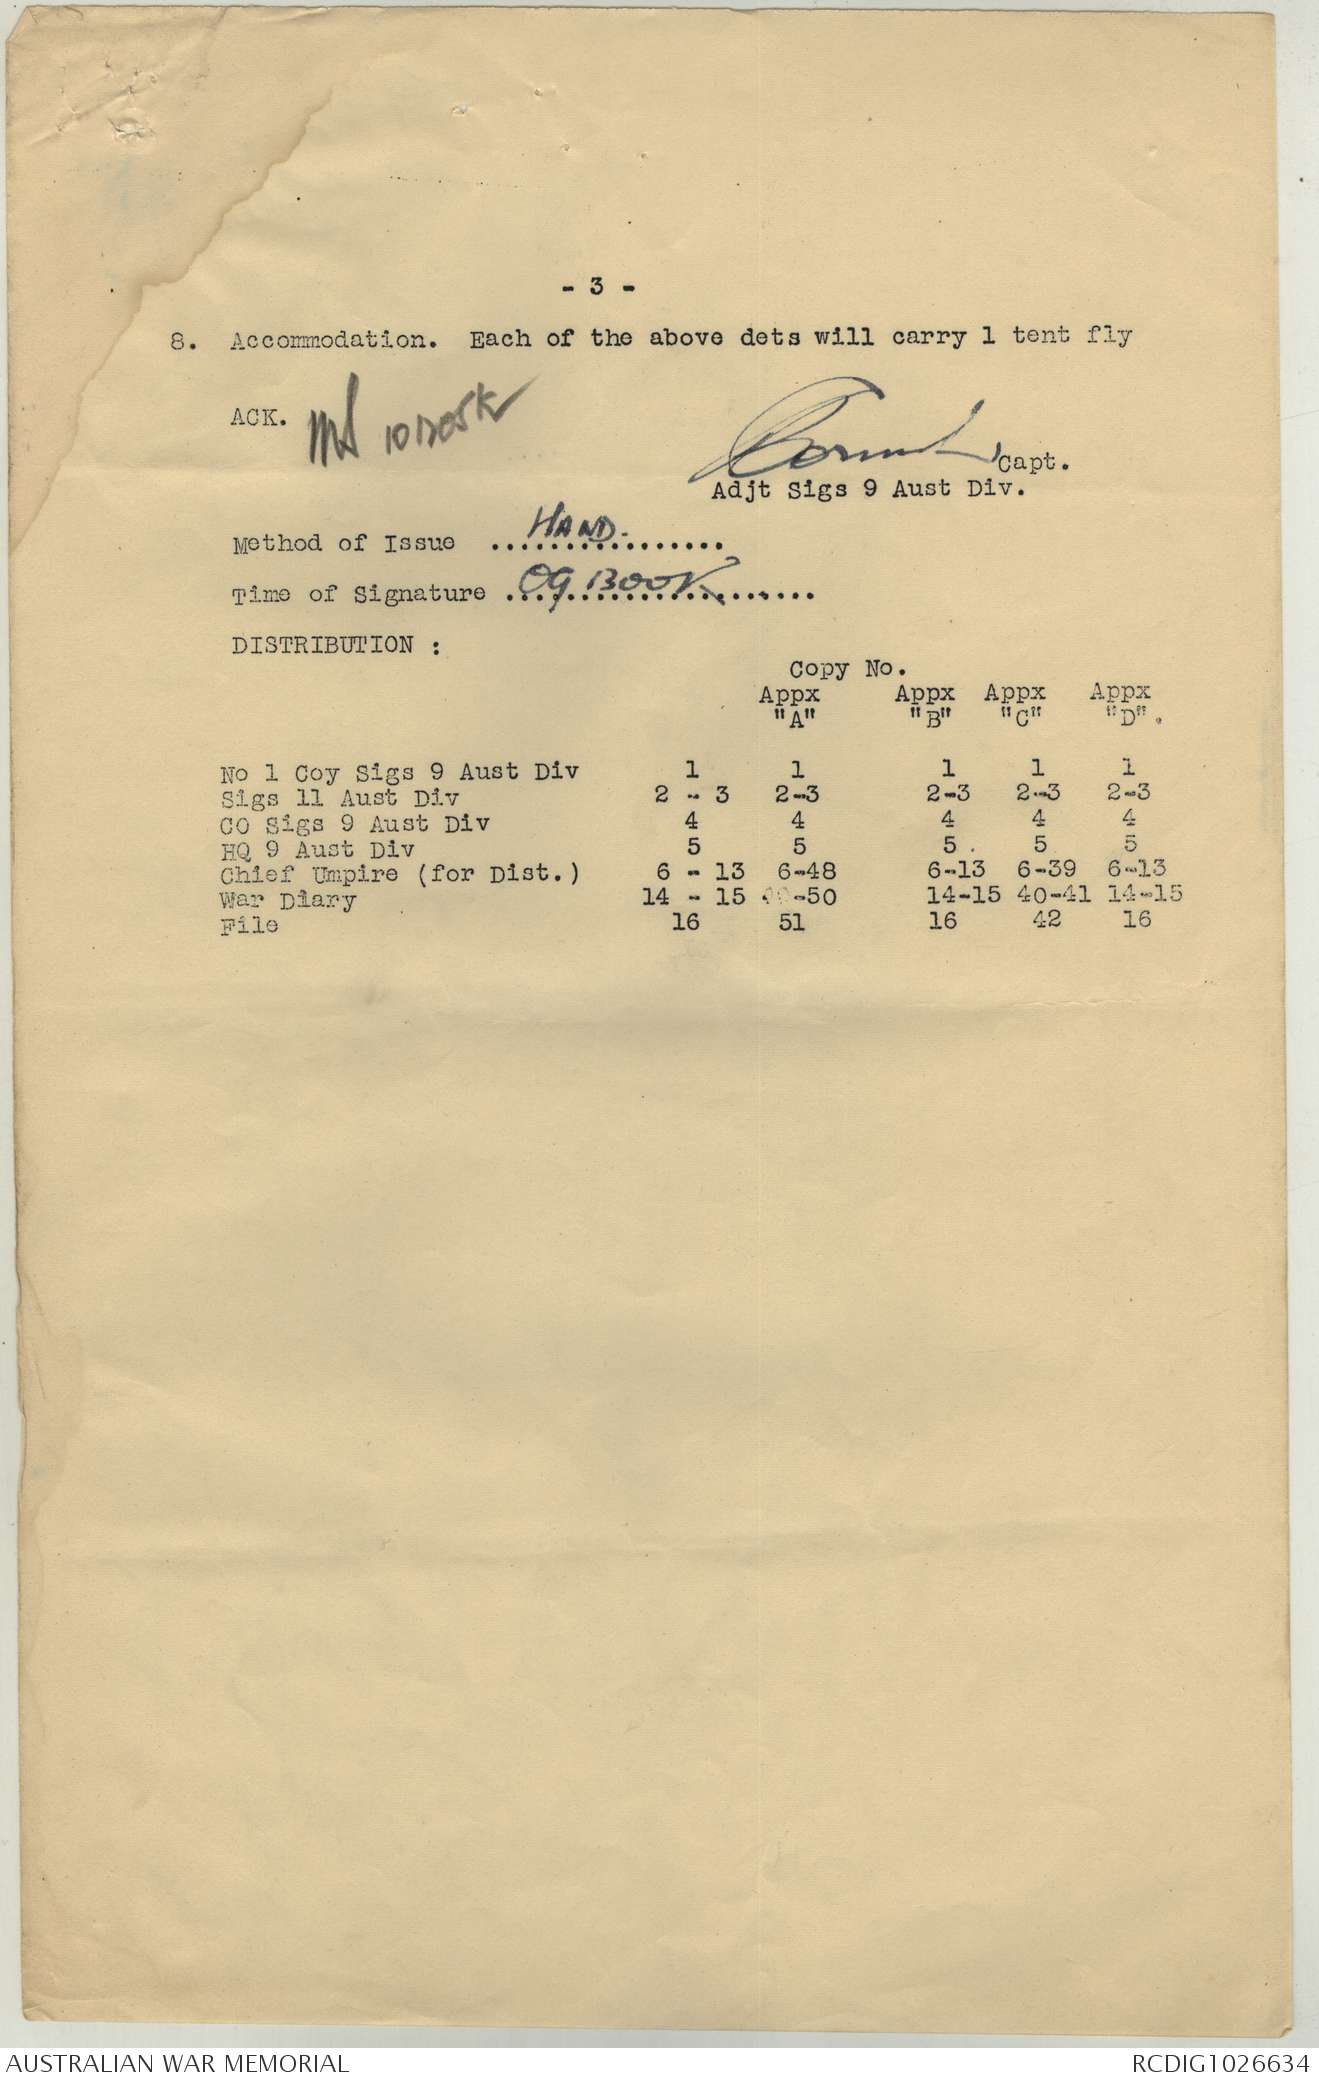 - 3 -
8. Accommodation. Each of the above dets will carry 1 tent fly
ACK.
Capt.
Adjt Sigs 9 Aust Div.
Method of Issue HAND. ................
Time of Signature .....................
DISTRIBUTION :
Copy No.
Appx Appx Appx Appx
"A" "B" "C" "D".
No 1 Coy Sigs 9 Aust Div 1 1 1 1 1
Sigs 11 Aust Div 2 - 3 2-3 2-3 2-3 2-3
CO Sigs 9 Aust Div 4 4 4 4 4
HQ 9 Aust Div 5 5 5 . 5 5
Chief Umpire (for Dist.) 6 - 13 6-48 6-13 6-39 6-13
War Diary 14 - 15 -50 14-15 40-41 14-15
File 16 51 16 42 16
AUSTRALIAN WAR MEMORIAL RCDIG1026634